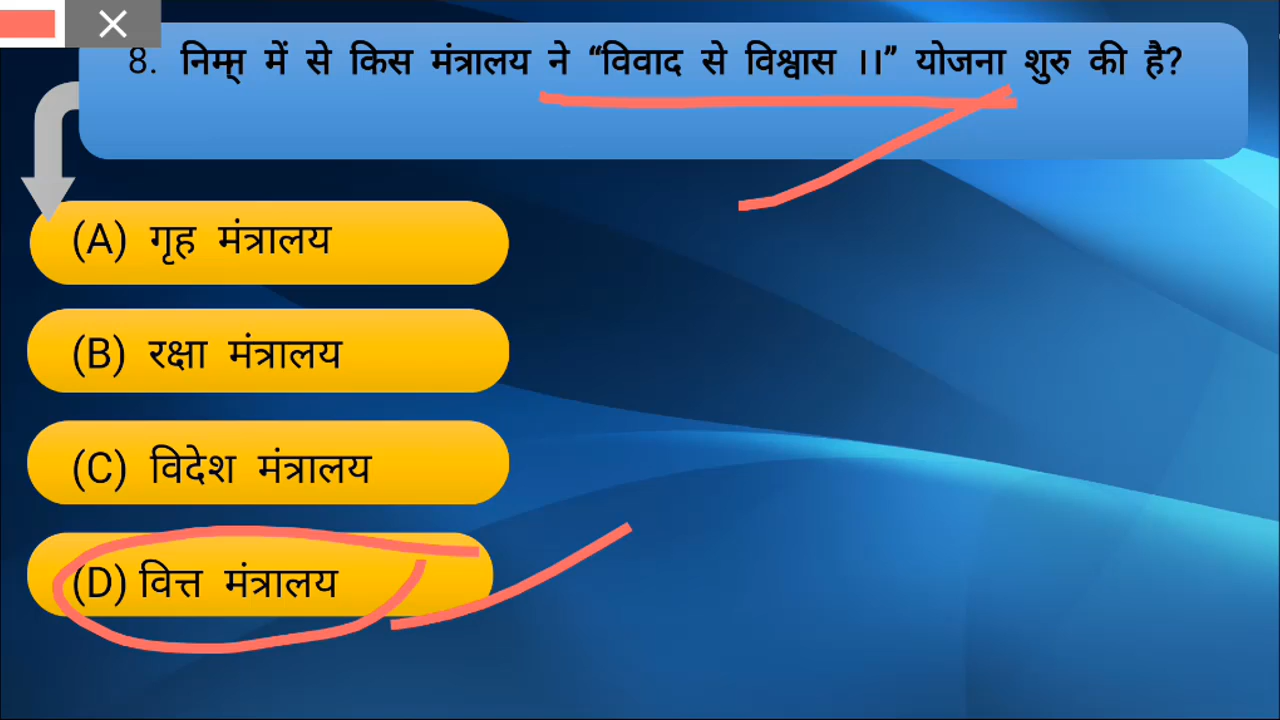 8. निम्म् में से किस मंत्रालय ने “विवाद से विश्वास ।।” योजना शुरु की है?
(A) गृह मंत्रालय
(B) रक्षा मंत्रालय
(C) विदेश मंत्रालय
(D) वित्त मंत्रालय